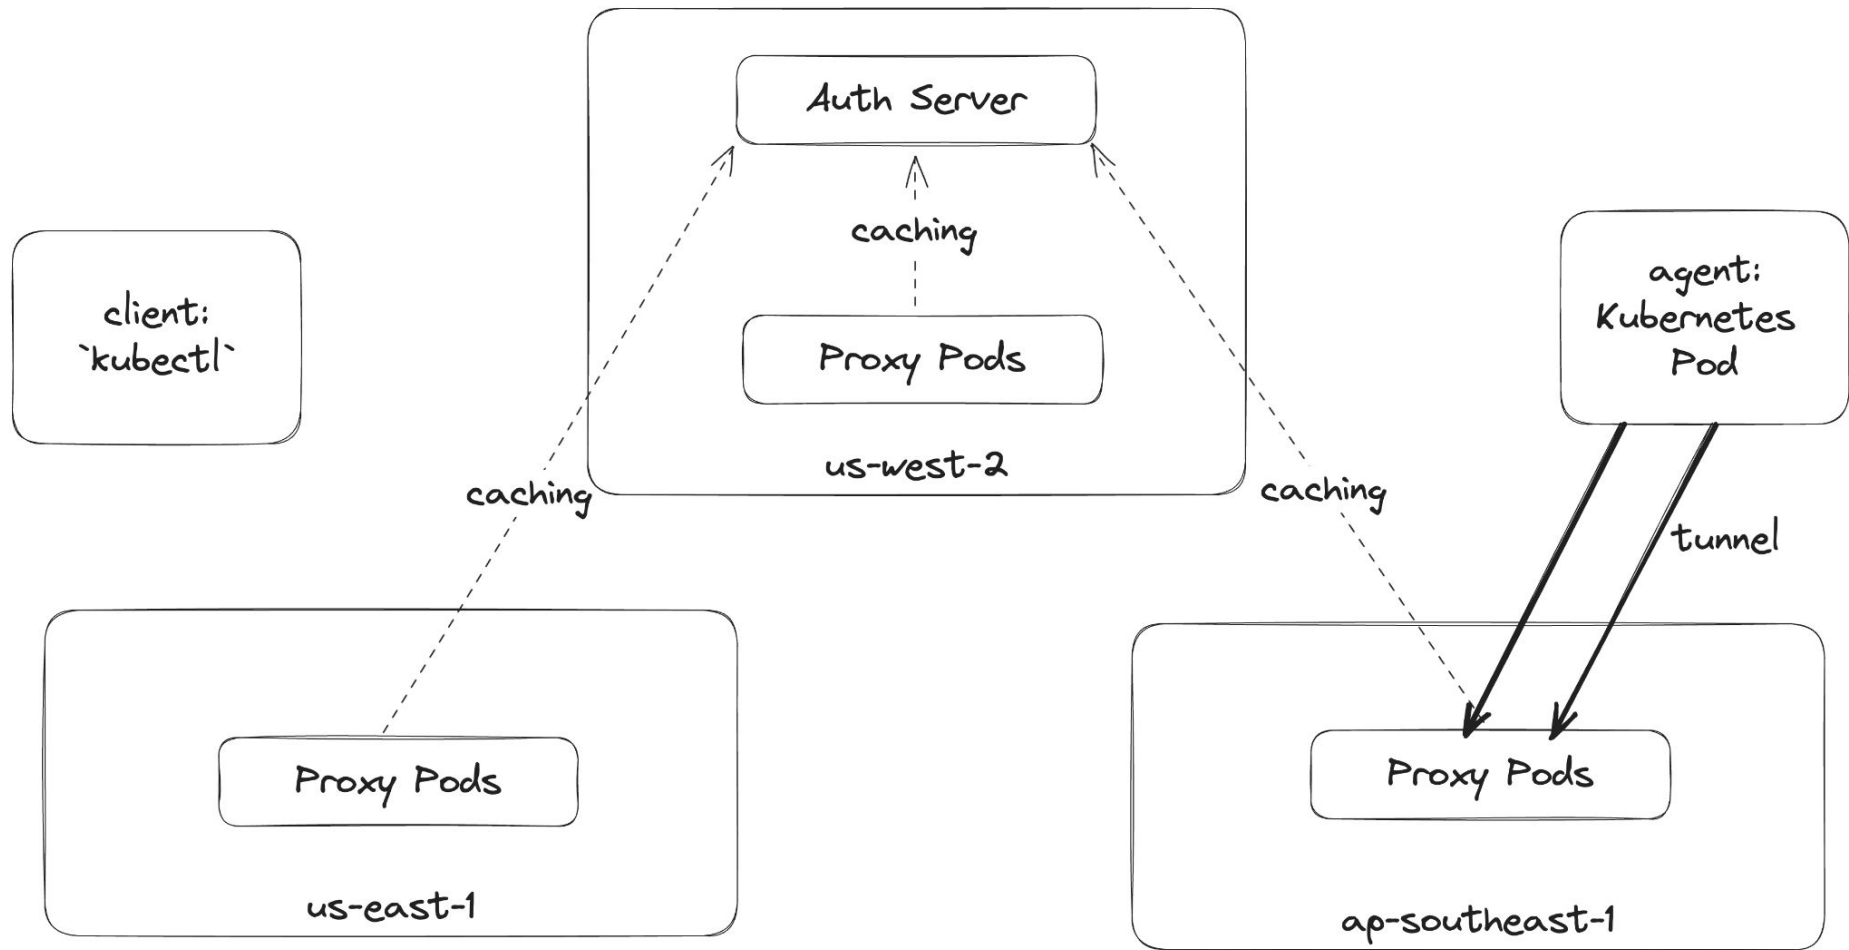 Auth Server
caching
client:
`kubectl`
Proxy Pods
us-west-2
agent:
Kubernetes
Pod
caching
caching
tunnel
Proxy Pods
us-east-1
Proxy Pods
ap-southeast-1